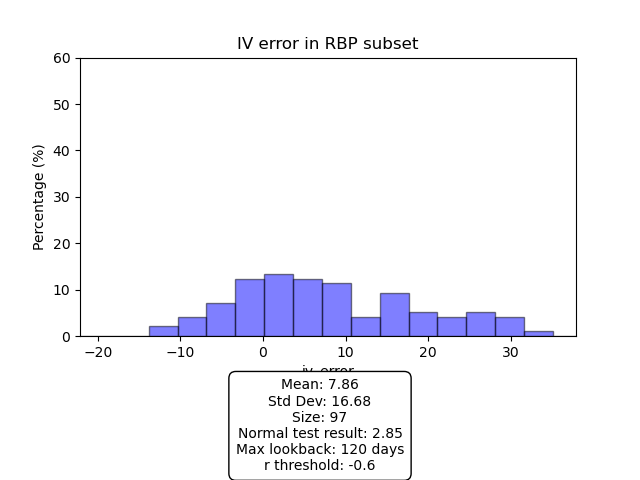 IV error in RBP subset
Percentage (%)
60
50
40
30
20
10
0
−20
−10
0
10
20
30
iv_error
Mean: 7.86
Std Dev: 16.68
Size: 97
Normal test result: 2.85
Max lookback: 120 days
r threshold: -0.6